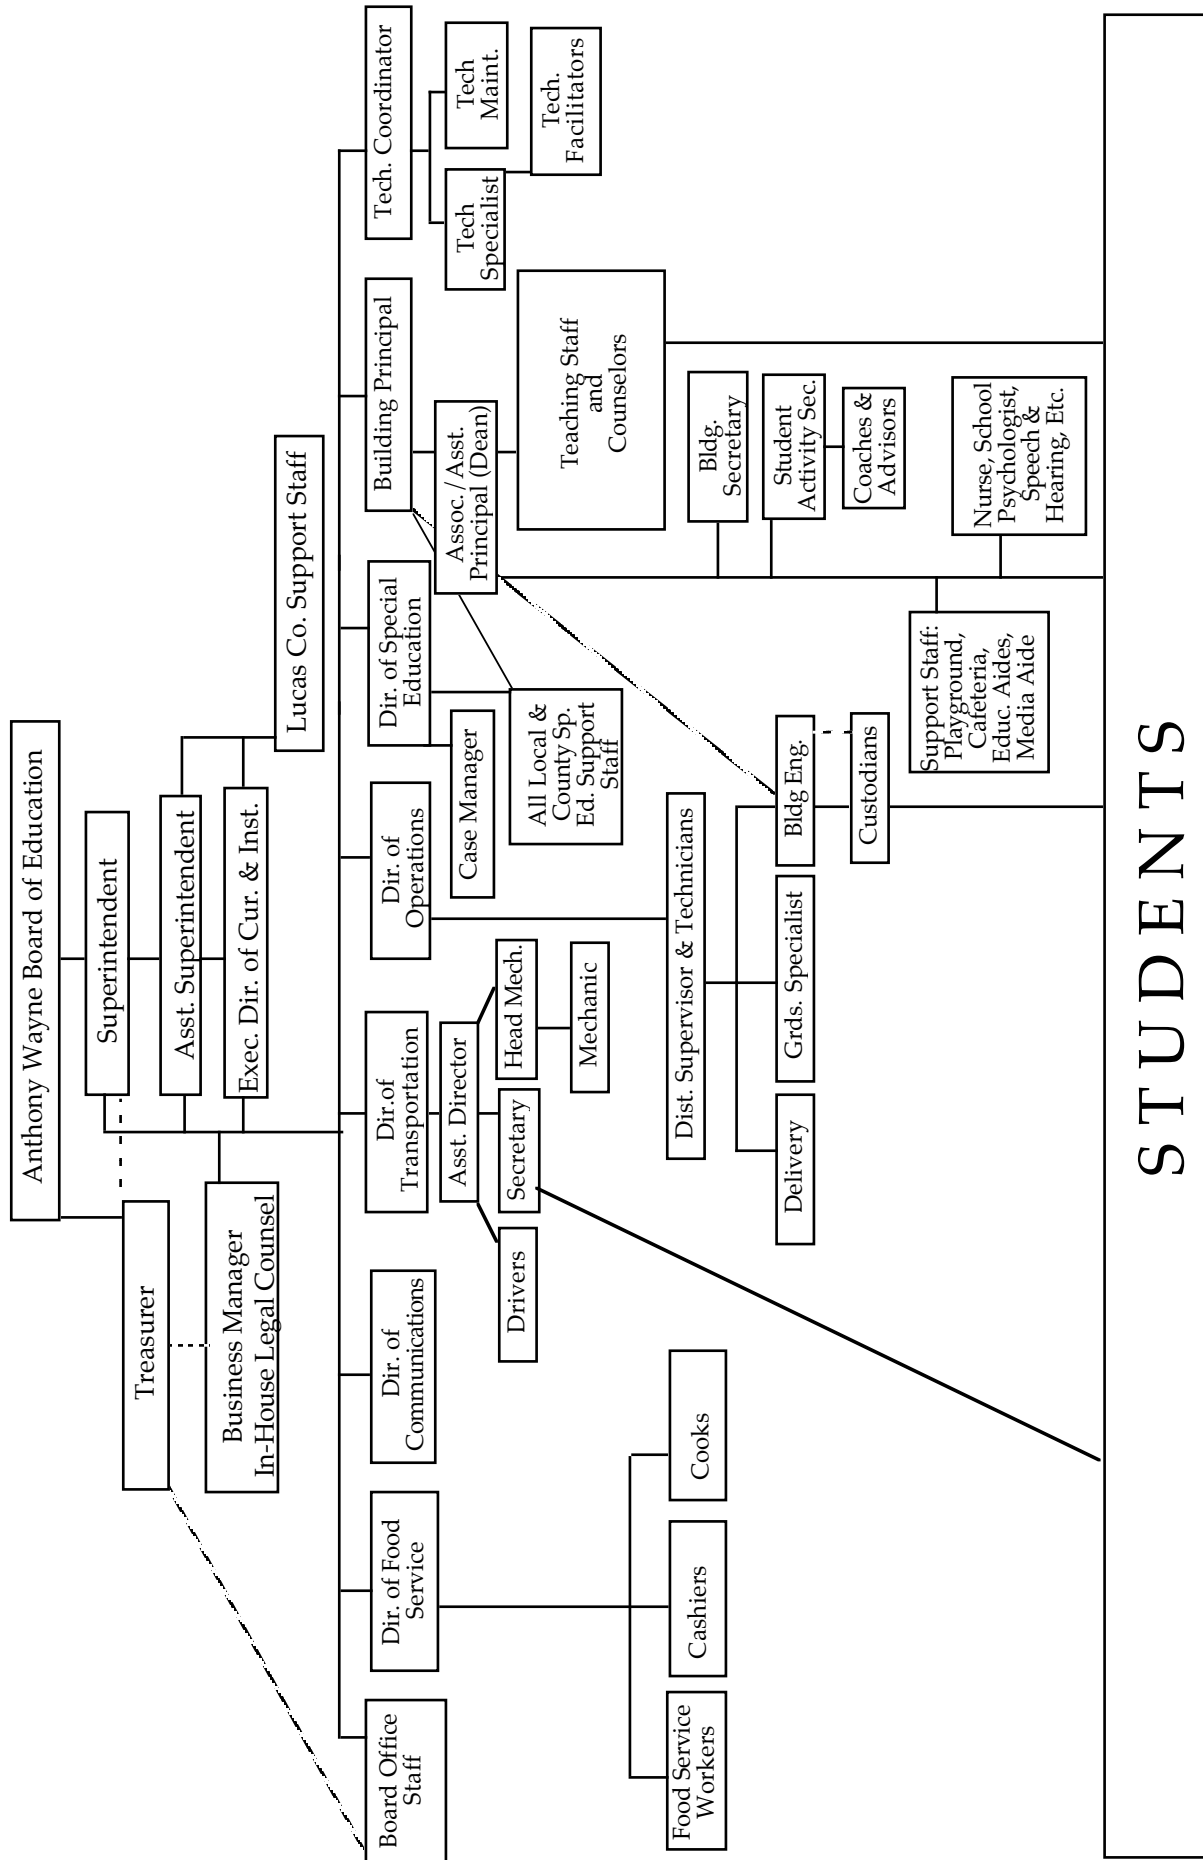 Anthony Wayne Board of Education
Treasurer
Superintendent
Business Manager
In-House Legal Counsel
Asst. Superintendent
Exec. Dir. of Cur. & Inst.
Lucas Co. Support Staff
Board Office
Staff
Dir. of Food
Service
Dir. of
Communications
Dir.of
Transportation
Dir. of
Operations
Dir. of Special
Education
Building Principal
Tech. Coordinator
Asst. Director
Case Manager
Assoc./Asst.
Principal (Dean)
Tech
Specialist
Tech
Maint.
Drivers
Secretary
Head Mech.
Mechanic
All Local &
County Sp.
Ed. Support
Staff
Teaching Staff
and
Counselors
Tech.
Facilitators
Food Service
Workers
Cashiers
Cooks
Dist. Supervisor & Technicians
Bldg.
Secretary
Delivery
Grds. Specialist
Bldg Eng.
Student
Activity Sec.
Custodians
Coaches &
Advisors
Support Staff:
Playground,
Cafeteria,
Educ. Aides,
Media Aide
Nurse, School
Psychologist,
Speech &
Hearing, Etc.
STUDENTS